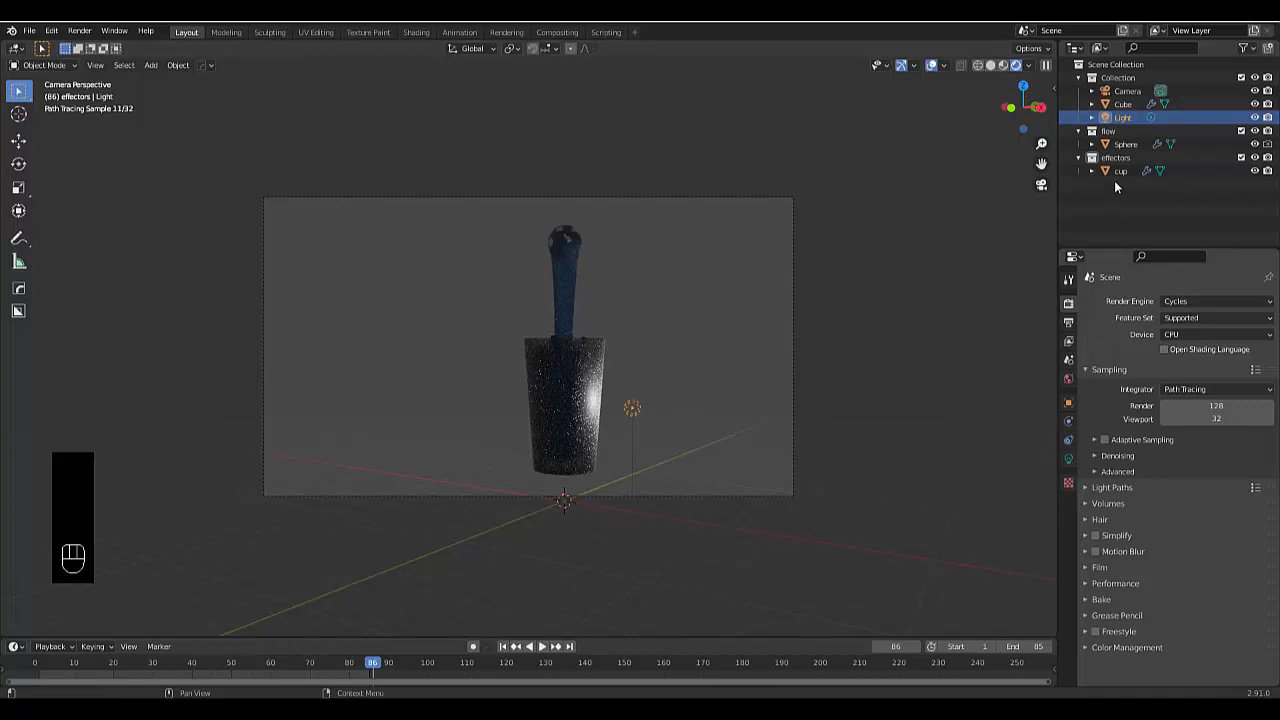 File Edit Render Window Help Layout Modeling Sculpting UV Editing Texture Paint Shading Animation Rendering Compositing Scripting Scene View Layer
Global Options
Object Mode View Select Add Object
Camera Perspective
(86) effectors | Light
Path Tracing Sample 11/32
Z
Scene Collection
Collection
Camera
Cube
Light
flow
Sphere
effectors
cup
Scene
Render Engine Cycles
Feature Set Supported
Device CPU
Open Shading Language
Sampling
Integrator Path Tracing
Render 128
Viewport 32
Adaptive Sampling
Denoising
Advanced
Light Paths
Volumes
Hair
Simplify
Motion Blur
Film
Performance
Bake
Grease Pencil
Freestyle
Color Management
Playback Keying View Marker 86 Start 1 End 85
0 10 20 30 40 50 60 70 80 86 90 100 110 120 130 140 150 160 170 180 190 200 210 220 230 240 250
Pan View Context Menu 2.91.0